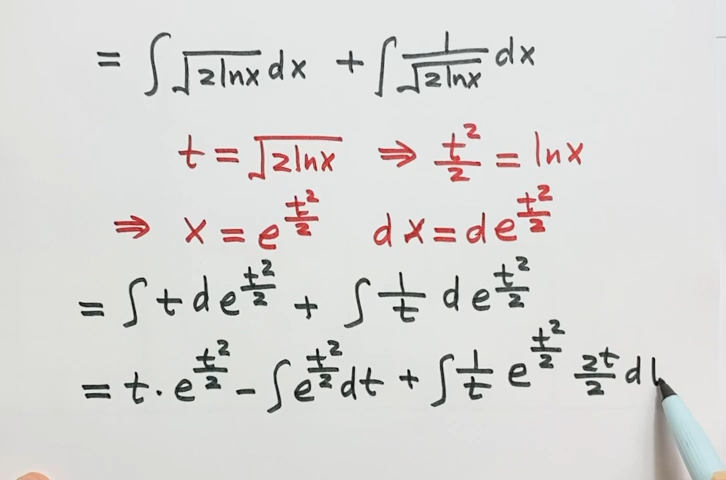 = ∫ √2lnx dx + ∫ 1/√2lnx dx
t = √2lnx ⇒ t²/2 = lnx
⇒ x = e^(t²/2) dx = de^(t²/2)
= ∫ t de^(t²/2) + ∫ 1/t de^(t²/2)
= t · e^(t²/2) - ∫ e^(t²/2) dt + ∫ 1/t e^(t²/2) 2t/2 d